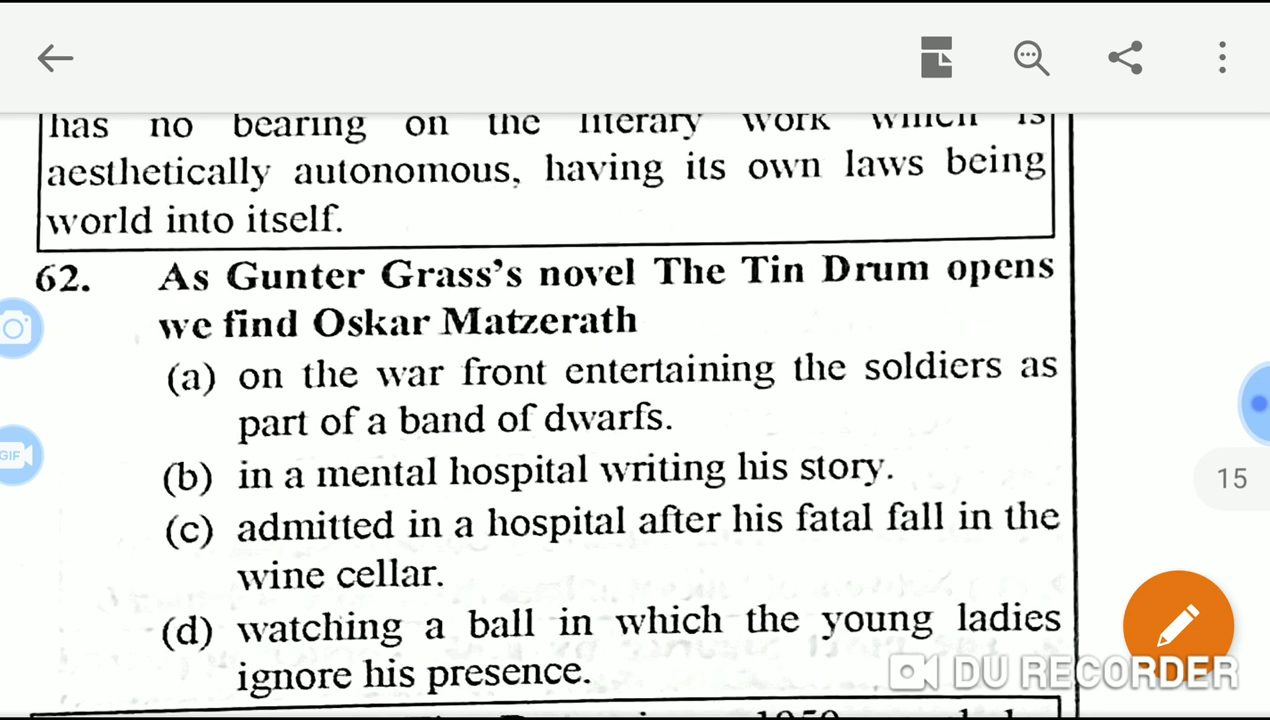 has no bearing on the literary work which is
aesthetically autonomous, having its own laws being
world into itself.
62. As Gunter Grass's novel The Tin Drum opens
we find Oskar Matzerath
(a) on the war front entertaining the soldiers as
part of a band of dwarfs.
(b) in a mental hospital writing his story.
(c) admitted in a hospital after his fatal fall in the
wine cellar.
(d) watching a ball in which the young ladies
ignore his presence.
GIF
15
DU RECORDER